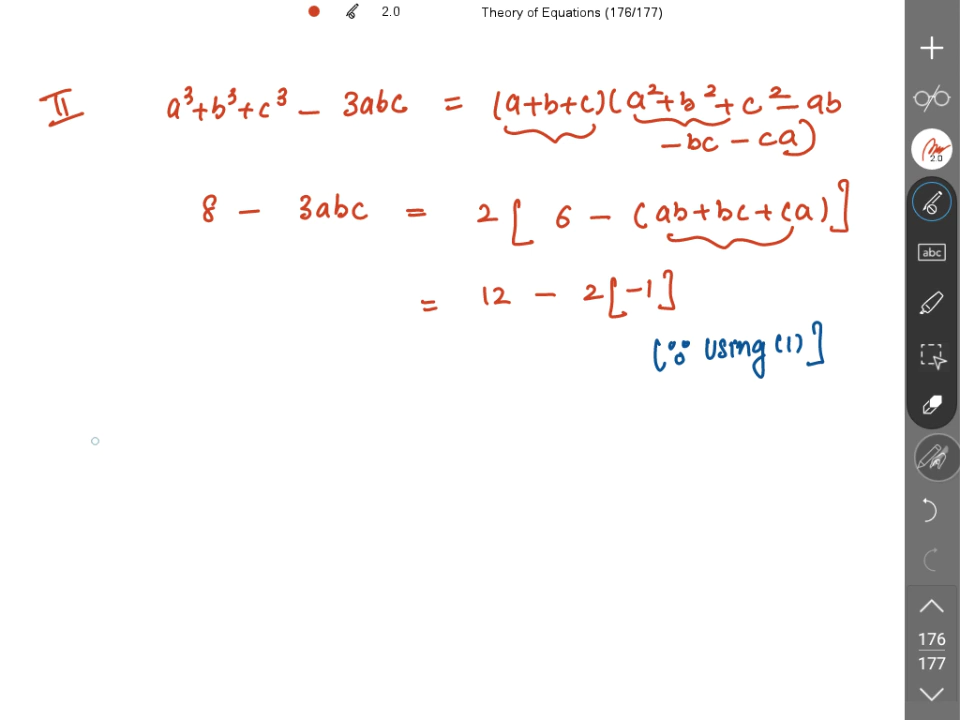 2.0 Theory of Equations (176/177)
II a³+b³+c³ – 3abc = (a+b+c)(a²+b²+c²–ab
–bc – ca)
8 – 3abc = 2[ 6 – (ab+bc+ca)]
= 12 – 2[–1]
(∵ using (1)]
abc
2.0
176
177